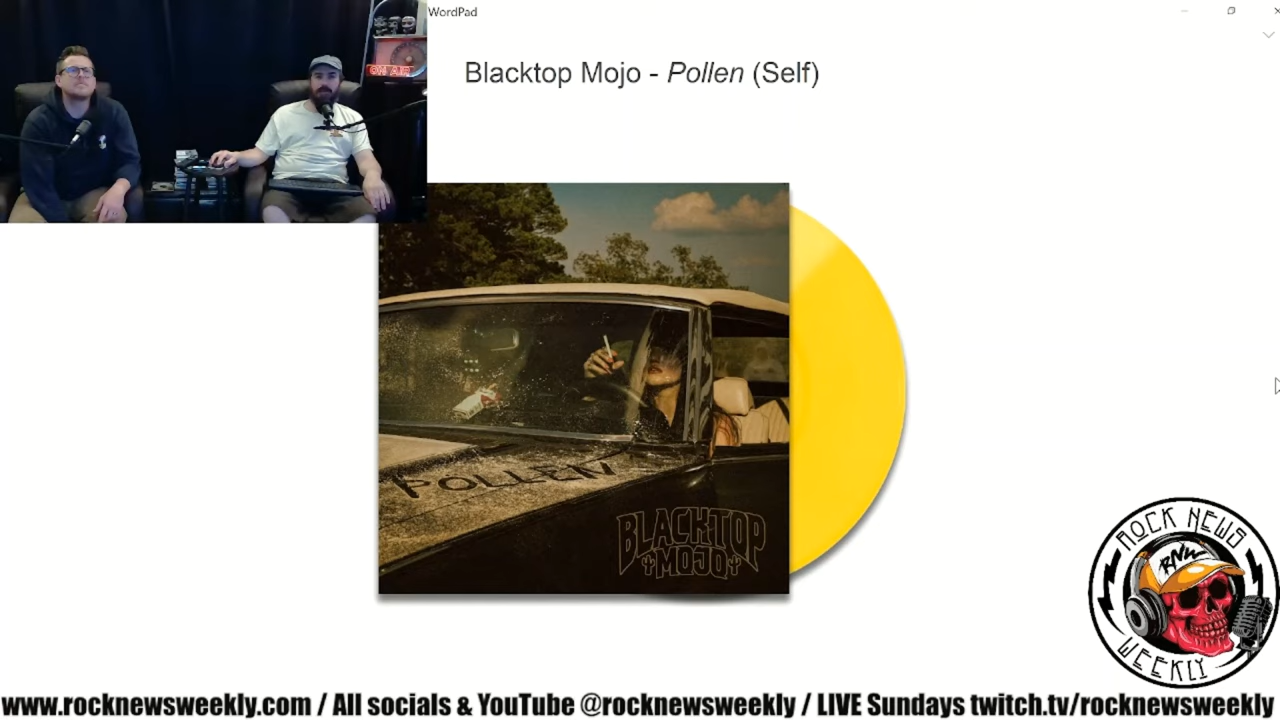 WordPad
ON AIR
Blacktop Mojo - Pollen (Self)
POLLEN
BLACKTOP
MOJO
ROCK NEWS
RNW
WEEKLY
www.rocknewsweekly.com / All socials & YouTube @rocknewsweekly / LIVE Sundays twitch.tv/rocknewsweekly